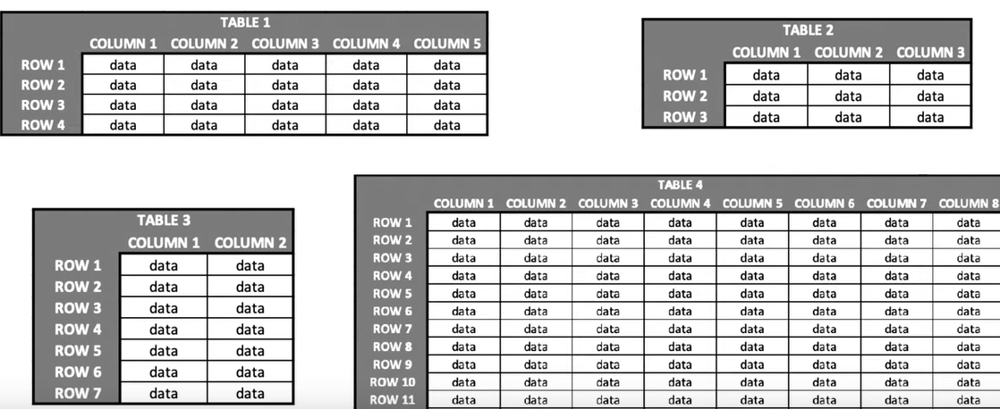 TABLE 1
COLUMN 1 COLUMN 2 COLUMN 3 COLUMN 4 COLUMN 5
ROW 1 data data data data data
ROW 2 data data data data data
ROW 3 data data data data data
ROW 4 data data data data data
TABLE 2
COLUMN 1 COLUMN 2 COLUMN 3
ROW 1 data data data
ROW 2 data data data
ROW 3 data data data
TABLE 3
COLUMN 1 COLUMN 2
ROW 1 data data
ROW 2 data data
ROW 3 data data
ROW 4 data data
ROW 5 data data
ROW 6 data data
ROW 7 data data
TABLE 4
COLUMN 1 COLUMN 2 COLUMN 3 COLUMN 4 COLUMN 5 COLUMN 6 COLUMN 7 COLUMN 8
ROW 1 data data data data data data data data
ROW 2 data data data data data data data data
ROW 3 data data data data data data data data
ROW 4 data data data data data data data data
ROW 5 data data data data data data data data
ROW 6 data data data data data data data data
ROW 7 data data data data data data data data
ROW 8 data data data data data data data data
ROW 9 data data data data data data data data
ROW 10 data data data data data data data data
ROW 11 data data data data data data data data